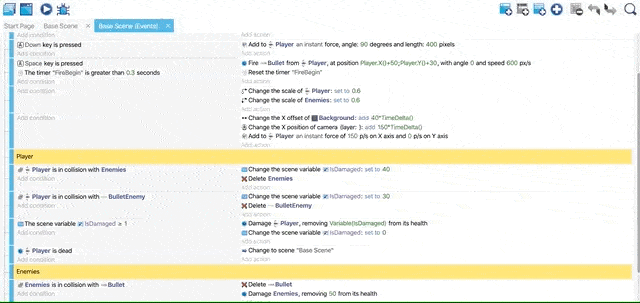 Start Page
Base Scene
Base Scene (Events)
Add condition
Add action
Down key is pressed
Add to Player an instant force, angle: 90 degrees and length: 400 pixels
Add condition
Add action
Space key is pressed
Fire Bullet from Player, at position Player.X()+50;Player.Y()+30, with angle 0 and speed 600 px/s
The timer "FireBegin" is greater than 0.3 seconds
Reset the timer "FireBegin"
Add condition
Add action
Change the scale of Player: set to 0.6
Change the scale of Enemies: set to 0.6
Add condition
Add action
Change the X offset of Background: add 40*TimeDelta()
Change the X position of camera (layer: ): add 150*TimeDelta()
Add to Player an instant force of 150 p/s on X axis and 0 p/s on Y axis
Add condition
Add action
Player
Player is in collision with Enemies
Change the scene variable IsDamaged: set to 40
Add condition
Delete Enemies
Add action
Player is in collision with BulletEnemy
Change the scene variable IsDamaged: set to 30
Add condition
Delete BulletEnemy
Add action
The scene variable IsDamaged ≥ 1
Damage Player, removing Variable(IsDamaged) from its health
Add condition
Change the scene variable IsDamaged: set to 0
Add action
Player is dead
Change to scene "Base Scene"
Add condition
Add action
Enemies
Enemies is in collision with Bullet
Delete Bullet
Add condition
Damage Enemies, removing 50 from its health